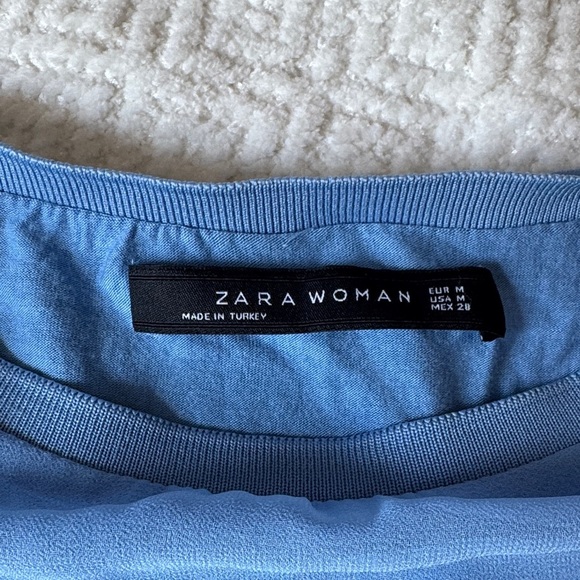 ZARA WOMAN
MADE IN TURKEY
EUR M
USA M
MEX 28